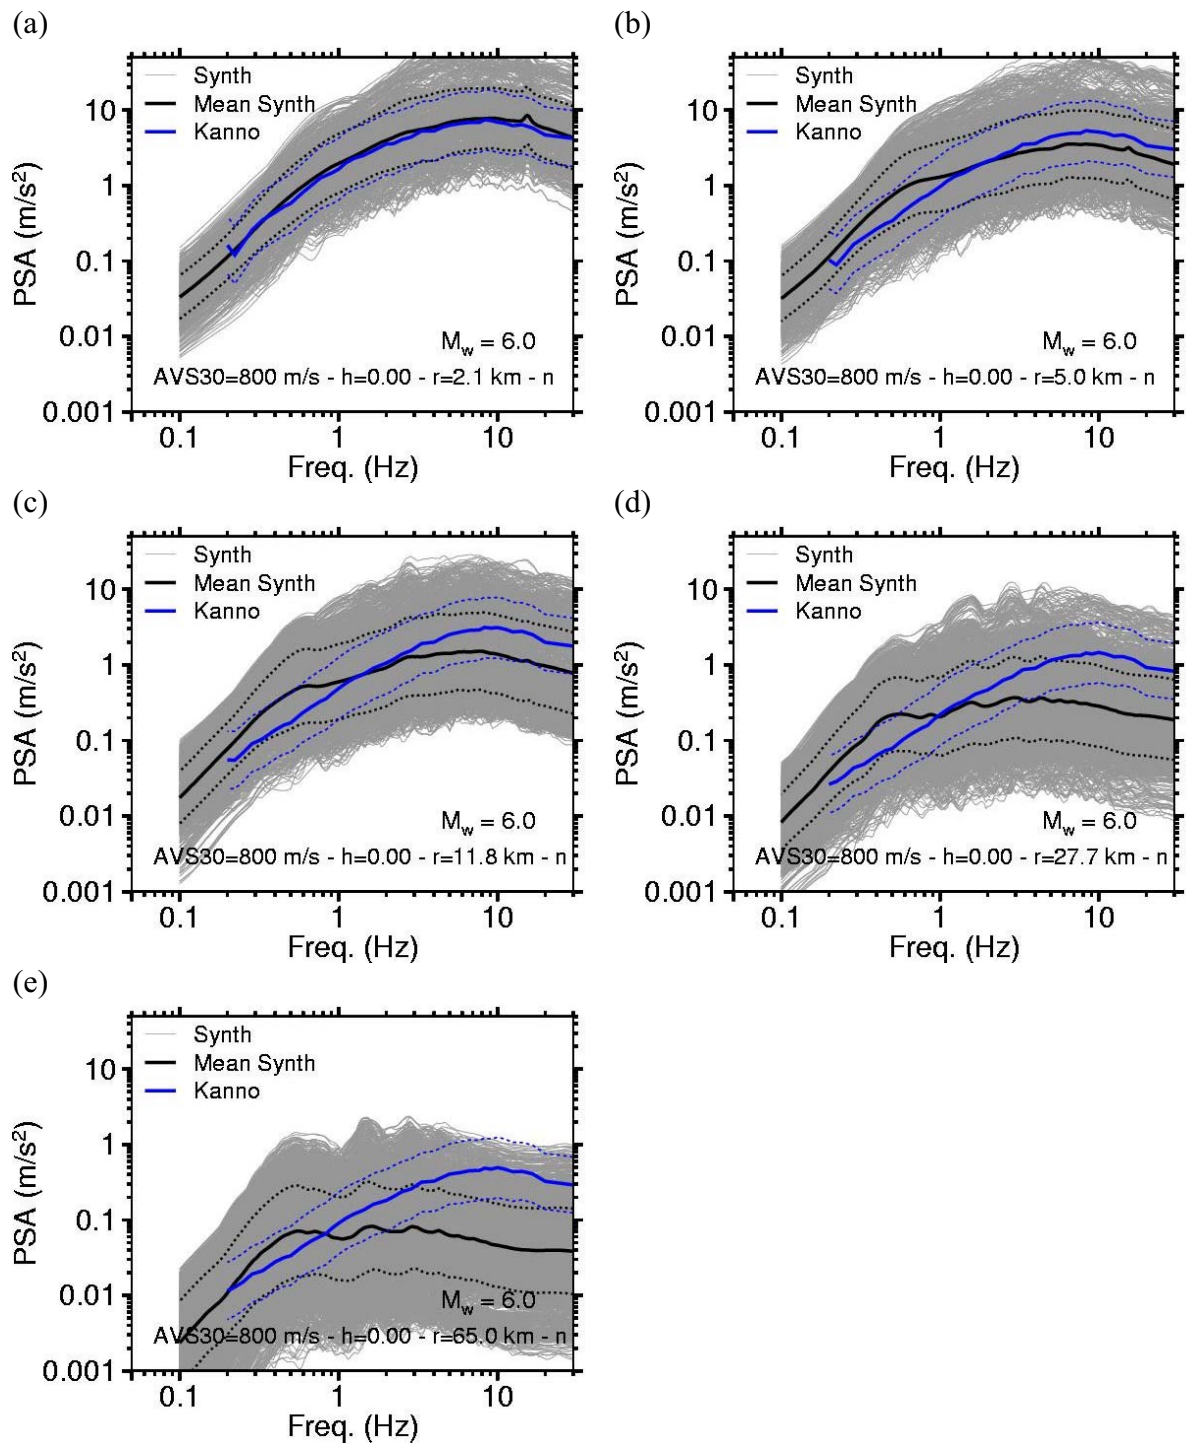 (a)
Synth
Mean Synth
Kanno
PSA (m/s²)
10
1
0.1
0.01
0.001
M_w = 6.0
AVS30=800 m/s - h=0.00 - r=2.1 km - n
0.1 1 10
Freq. (Hz)
(b)
Synth
Mean Synth
Kanno
PSA (m/s²)
10
1
0.1
0.01
0.001
M_w = 6.0
AVS30=800 m/s - h=0.00 - r=5.0 km - n
0.1 1 10
Freq. (Hz)
(c)
Synth
Mean Synth
Kanno
PSA (m/s²)
10
1
0.1
0.01
0.001
M_w = 6.0
AVS30=800 m/s - h=0.00 - r=11.8 km - n
0.1 1 10
Freq. (Hz)
(d)
Synth
Mean Synth
Kanno
PSA (m/s²)
10
1
0.1
0.01
0.001
M_w = 6.0
AVS30=800 m/s - h=0.00 - r=27.7 km - n
0.1 1 10
Freq. (Hz)
(e)
Synth
Mean Synth
Kanno
PSA (m/s²)
10
1
0.1
0.01
0.001
M_w = 6.0
AVS30=800 m/s - h=0.00 - r=65.0 km - n
0.1 1 10
Freq. (Hz)